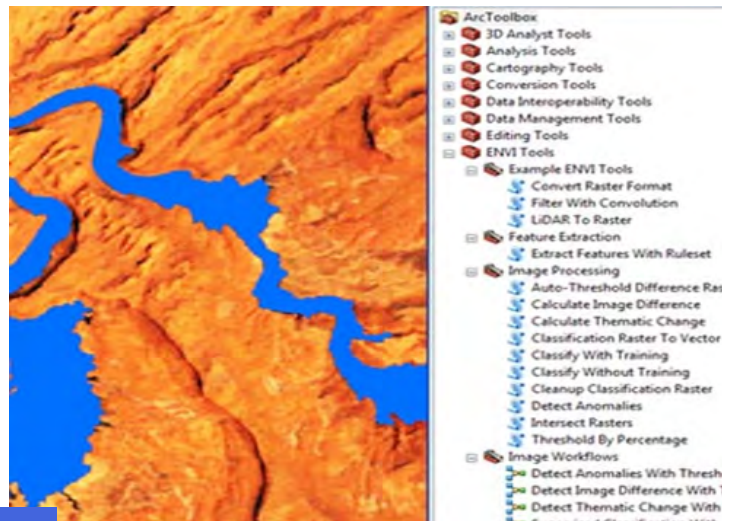 ArcToolbox
3D Analyst Tools
Analysis Tools
Cartography Tools
Conversion Tools
Data Interoperability Tools
Data Management Tools
Editing Tools
ENVI Tools
Example ENVI Tools
Convert Raster Format
Filter With Convolution
LiDAR To Raster
Feature Extraction
Extract Features With Ruleset
Image Processing
Auto-Threshold Difference Ras
Calculate Image Difference
Calculate Thematic Change
Classification Raster To Vector
Classify With Training
Classify Without Training
Cleanup Classification Raster
Detect Anomalies
Intersect Rasters
Threshold By Percentage
Image Workflows
Detect Anomalies With Thresh
Detect Image Difference With
Detect Thematic Change With